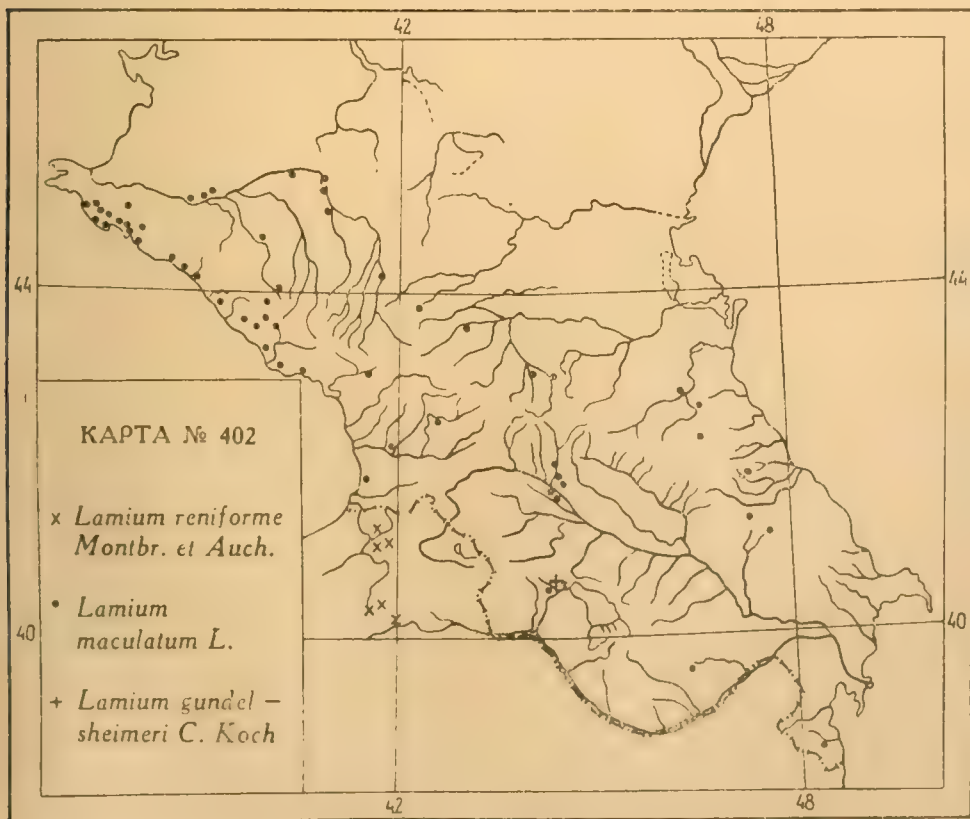 42 48
44 44
КАРТА № 402
x Lamium reniforme
Montbr. et Auch.
• Lamium
maculatum L.
40 40
+ Lamium gundel –
sheimeri C. Koch
42 48